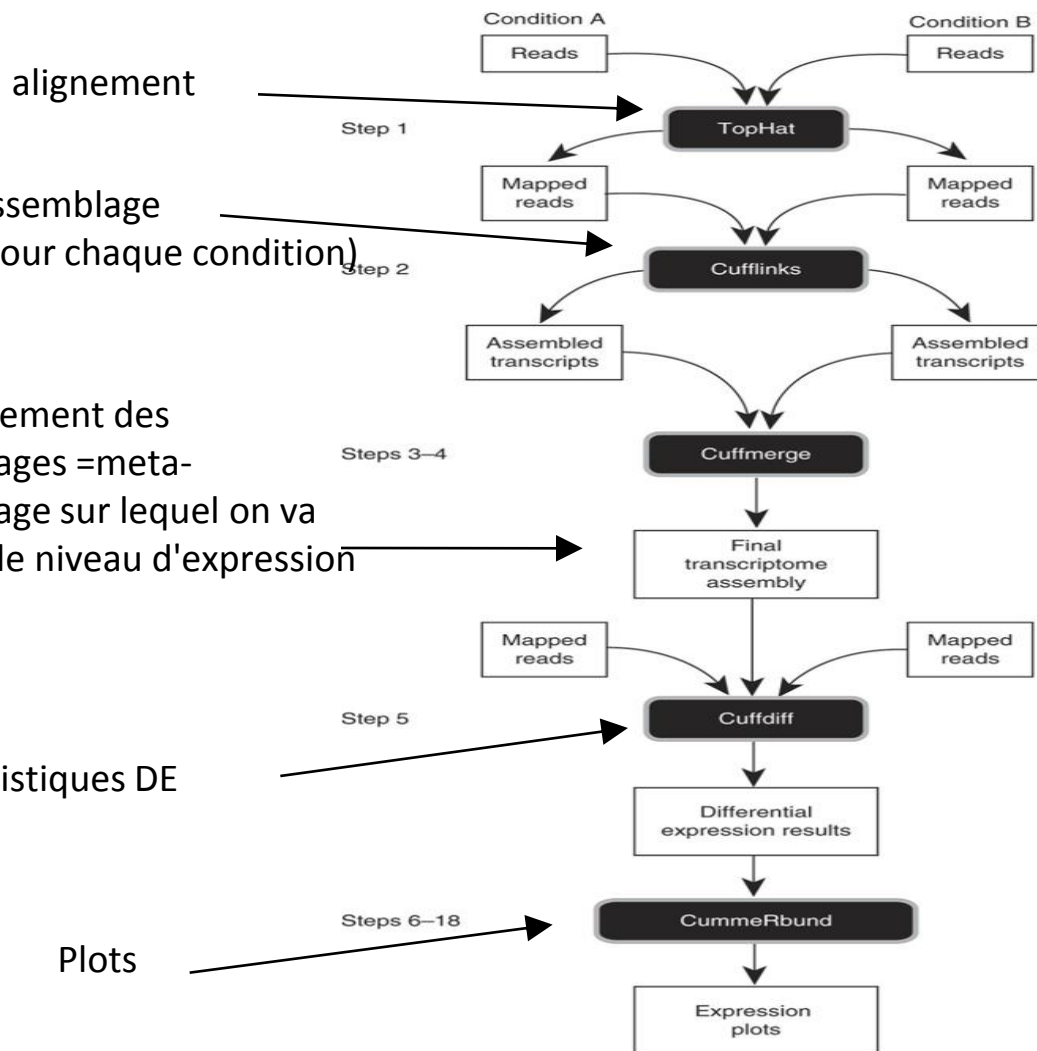 Condition A
Condition B
Reads
Reads
alignement
Step 1
TopHat
Mapped
reads
Mapped
reads
ssemblage
our chaque condition)
Step 2
Cufflinks
Assembled
transcripts
Assembled
transcripts
ement des
ages =meta-
age sur lequel on va
le niveau d'expression
Steps 3–4
Cuffmerge
Final
transcriptome
assembly
Mapped
reads
Mapped
reads
Step 5
Cuffdiff
istiques DE
Differential
expression results
Steps 6–18
CummeRbund
Plots
Expression
plots